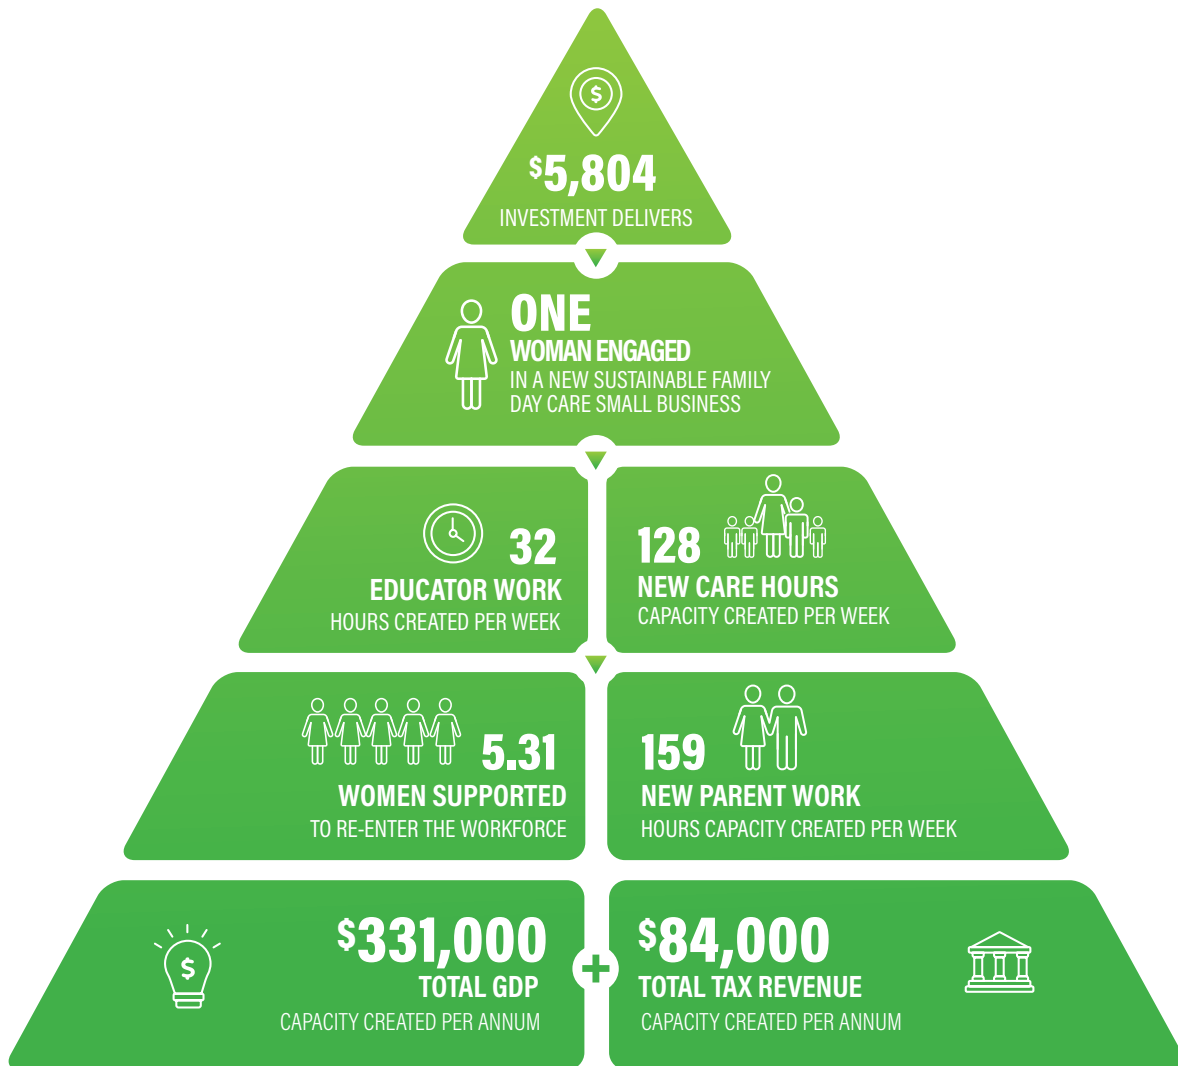 $5,804
INVESTMENT DELIVERS
ONE
WOMAN ENGAGED
IN A NEW SUSTAINABLE FAMILY
DAY CARE SMALL BUSINESS
32
EDUCATOR WORK
HOURS CREATED PER WEEK
128
NEW CARE HOURS
CAPACITY CREATED PER WEEK
5.31
WOMEN SUPPORTED
TO RE-ENTER THE WORKFORCE
159
NEW PARENT WORK
HOURS CAPACITY CREATED PER WEEK
$331,000
TOTAL GDP
CAPACITY CREATED PER ANNUM
+
$84,000
TOTAL TAX REVENUE
CAPACITY CREATED PER ANNUM